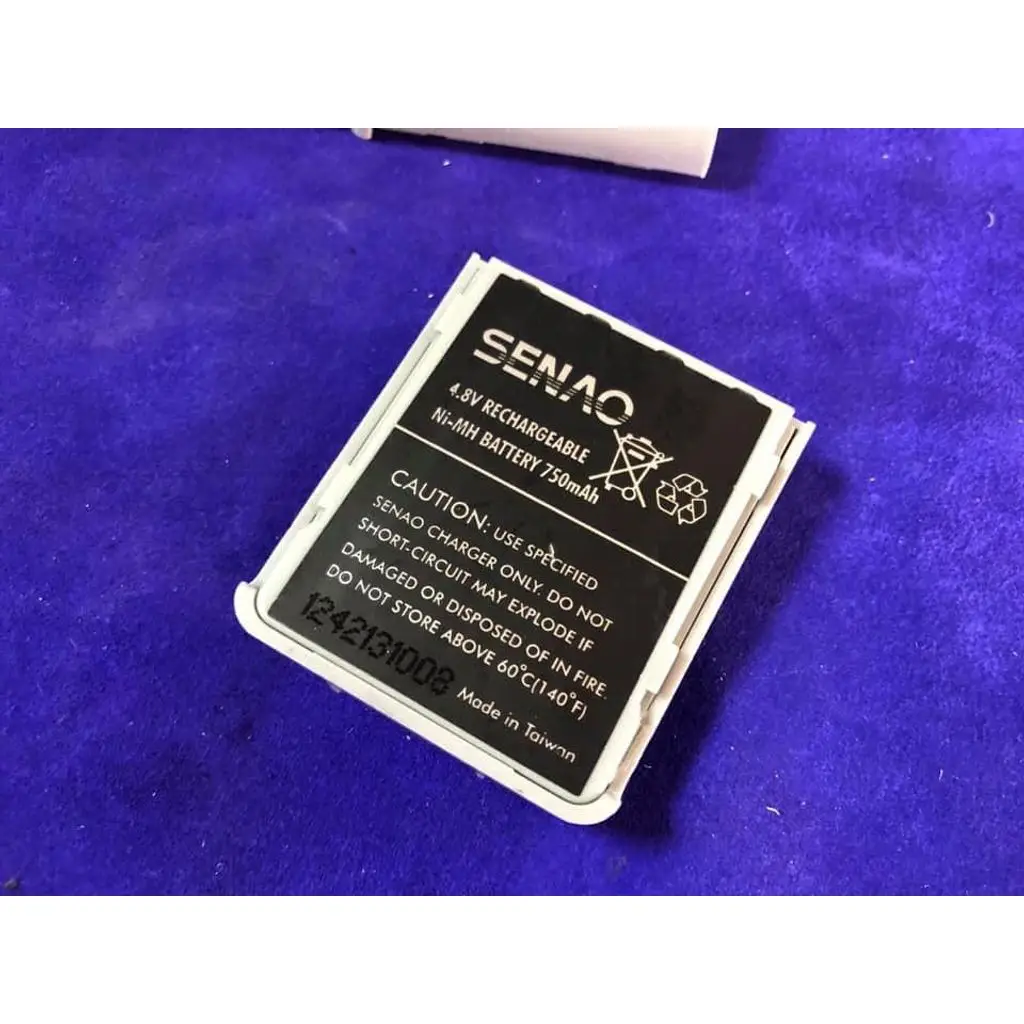 SENAO
4.8V RECHARGEABLE
Ni-MH BATTERY 750mAh
CAUTION: USE SPECIFIED
SENAO CHARGER ONLY. DO NOT
SHORT-CIRCUIT MAY EXPLODE IF
DAMAGED OR DISPOSED OF IN FIRE.
DO NOT STORE ABOVE 60°C(140°F)
1242131008 Made in Taiwan